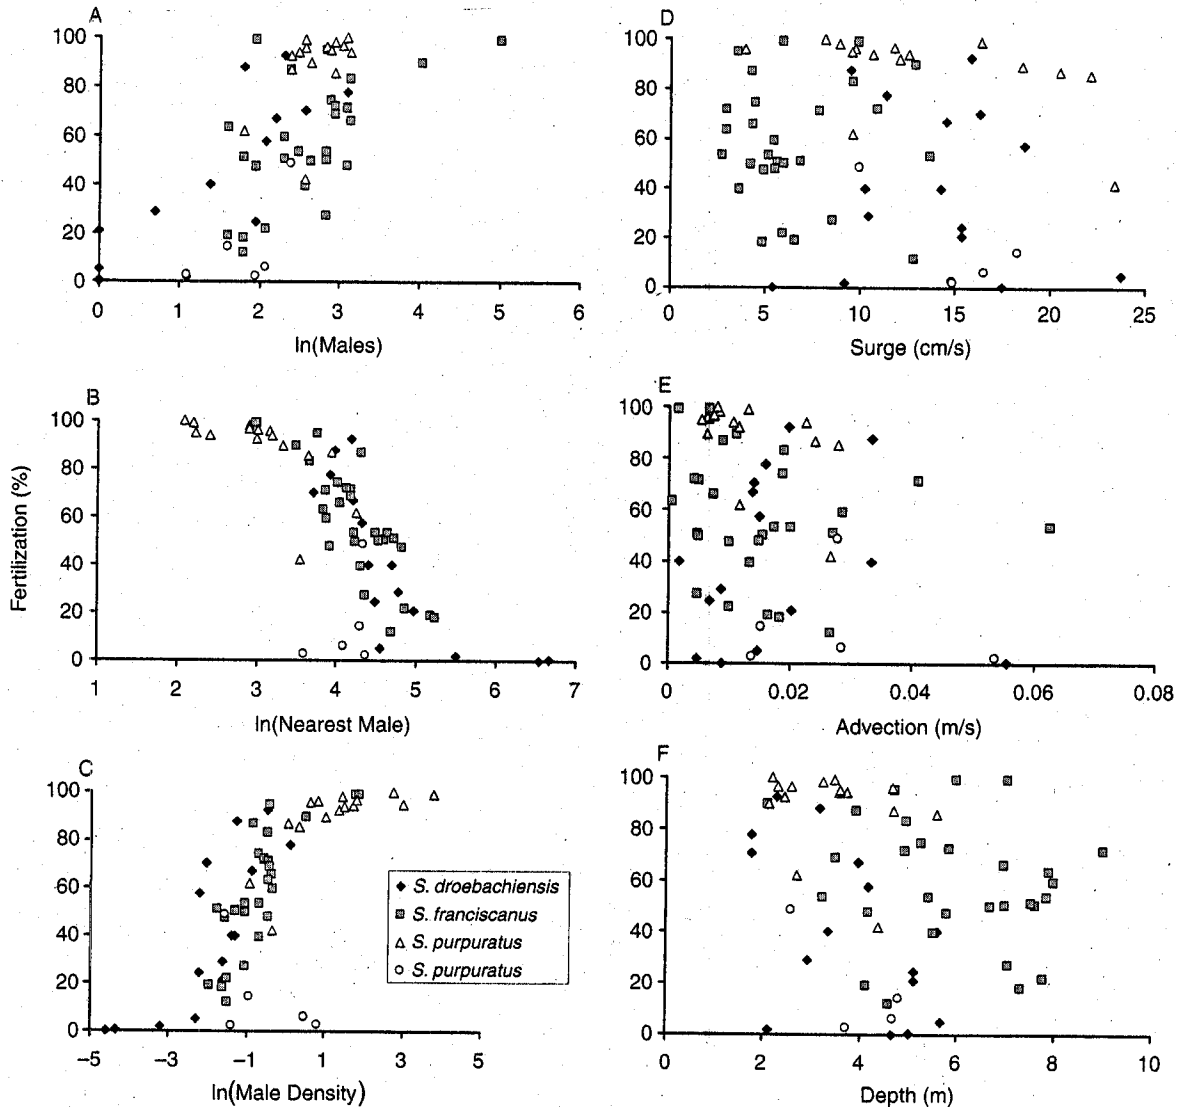 A
100
80
60
40
20
0
0 1 2 3 4 5 6
ln(Males)
D
100
80
60
40
20
0
0 5 10 15 20 25
Surge (cm/s)
Fertilization (%)
B
100
80
60
40
20
0
1 2 3 4 5 6 7
ln(Nearest Male)
E
100
80
60
40
20
0
0 0.02 0.04 0.06 0.08
Advection (m/s)
C
100
80
60
40
20
0
−5 −3 −1 1 3 5
ln(Male Density)
S. droebachiensis
S. franciscanus
S. purpuratus
S. purpuratus
F
100
80
60
40
20
0
0 2 4 6 8 10
Depth (m)